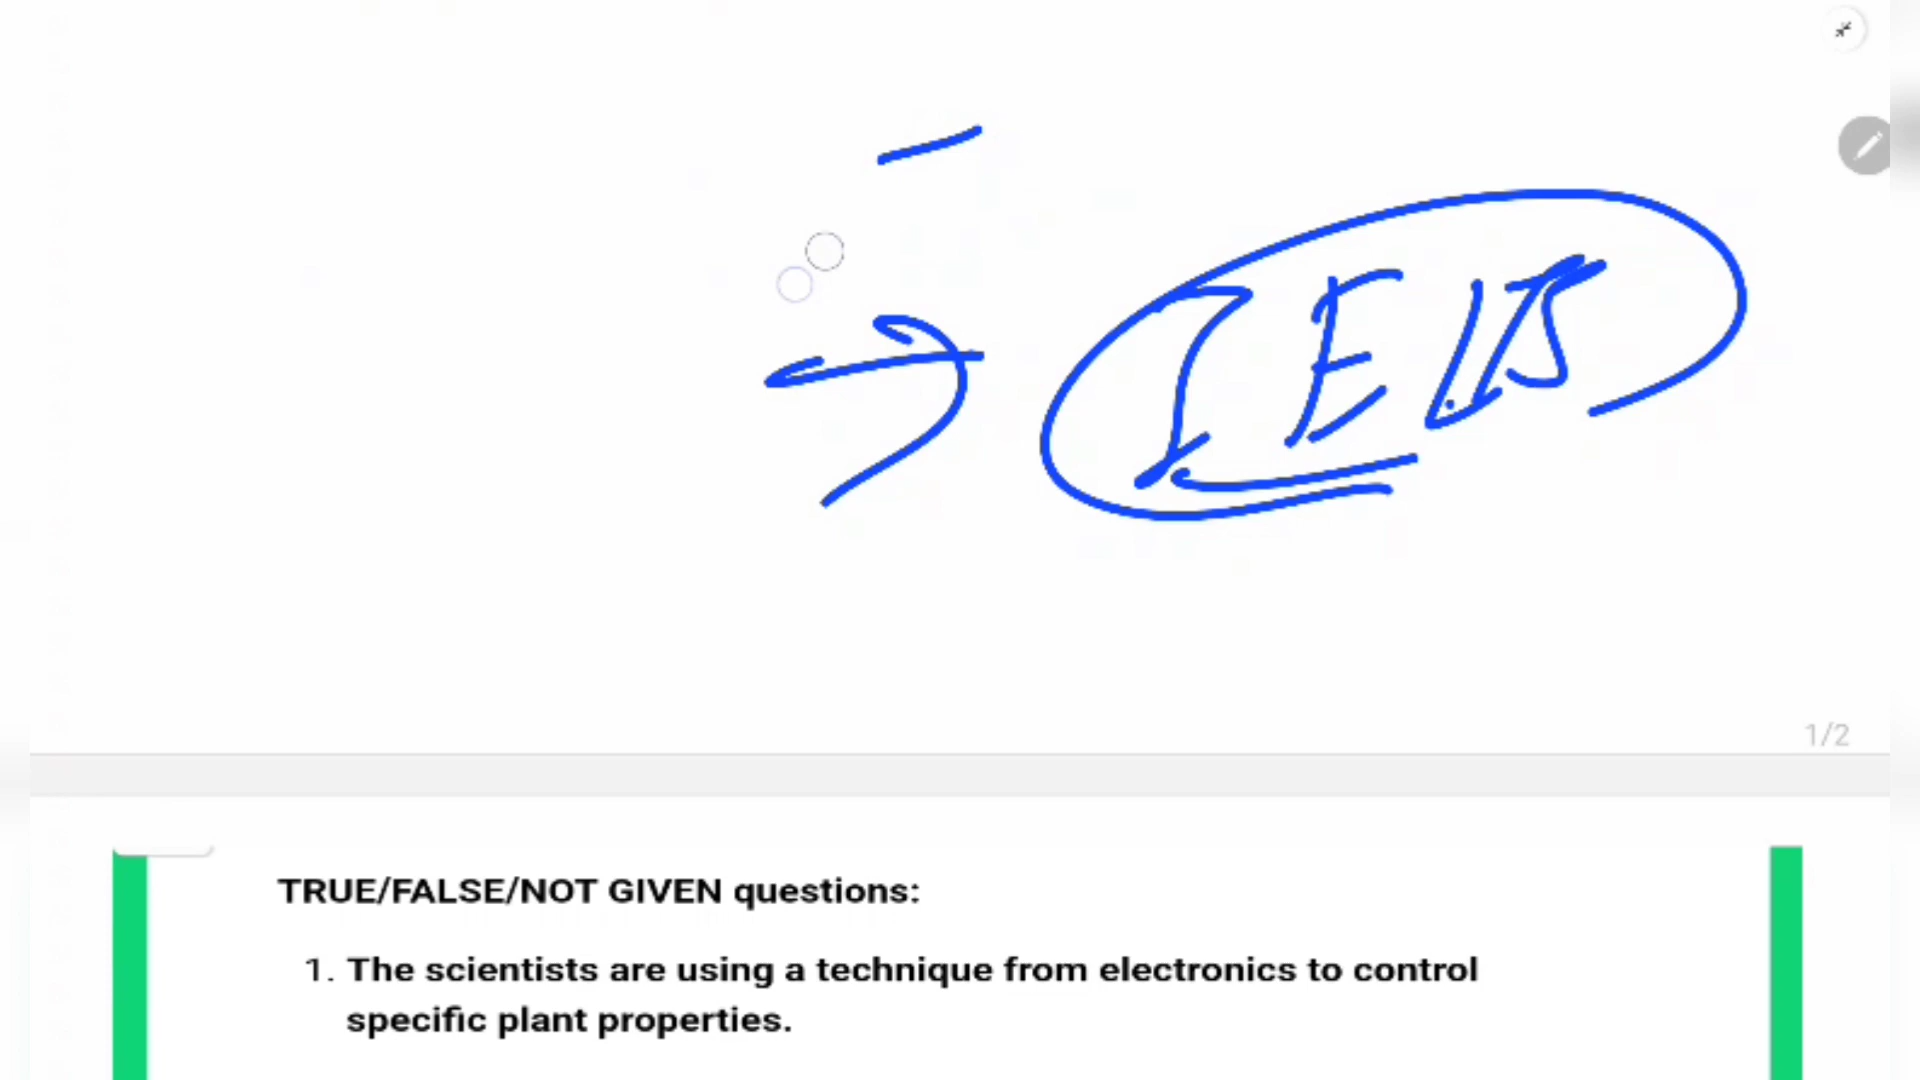 IELTS
1/2
TRUE/FALSE/NOT GIVEN questions:
1. The scientists are using a technique from electronics to control
specific plant properties.